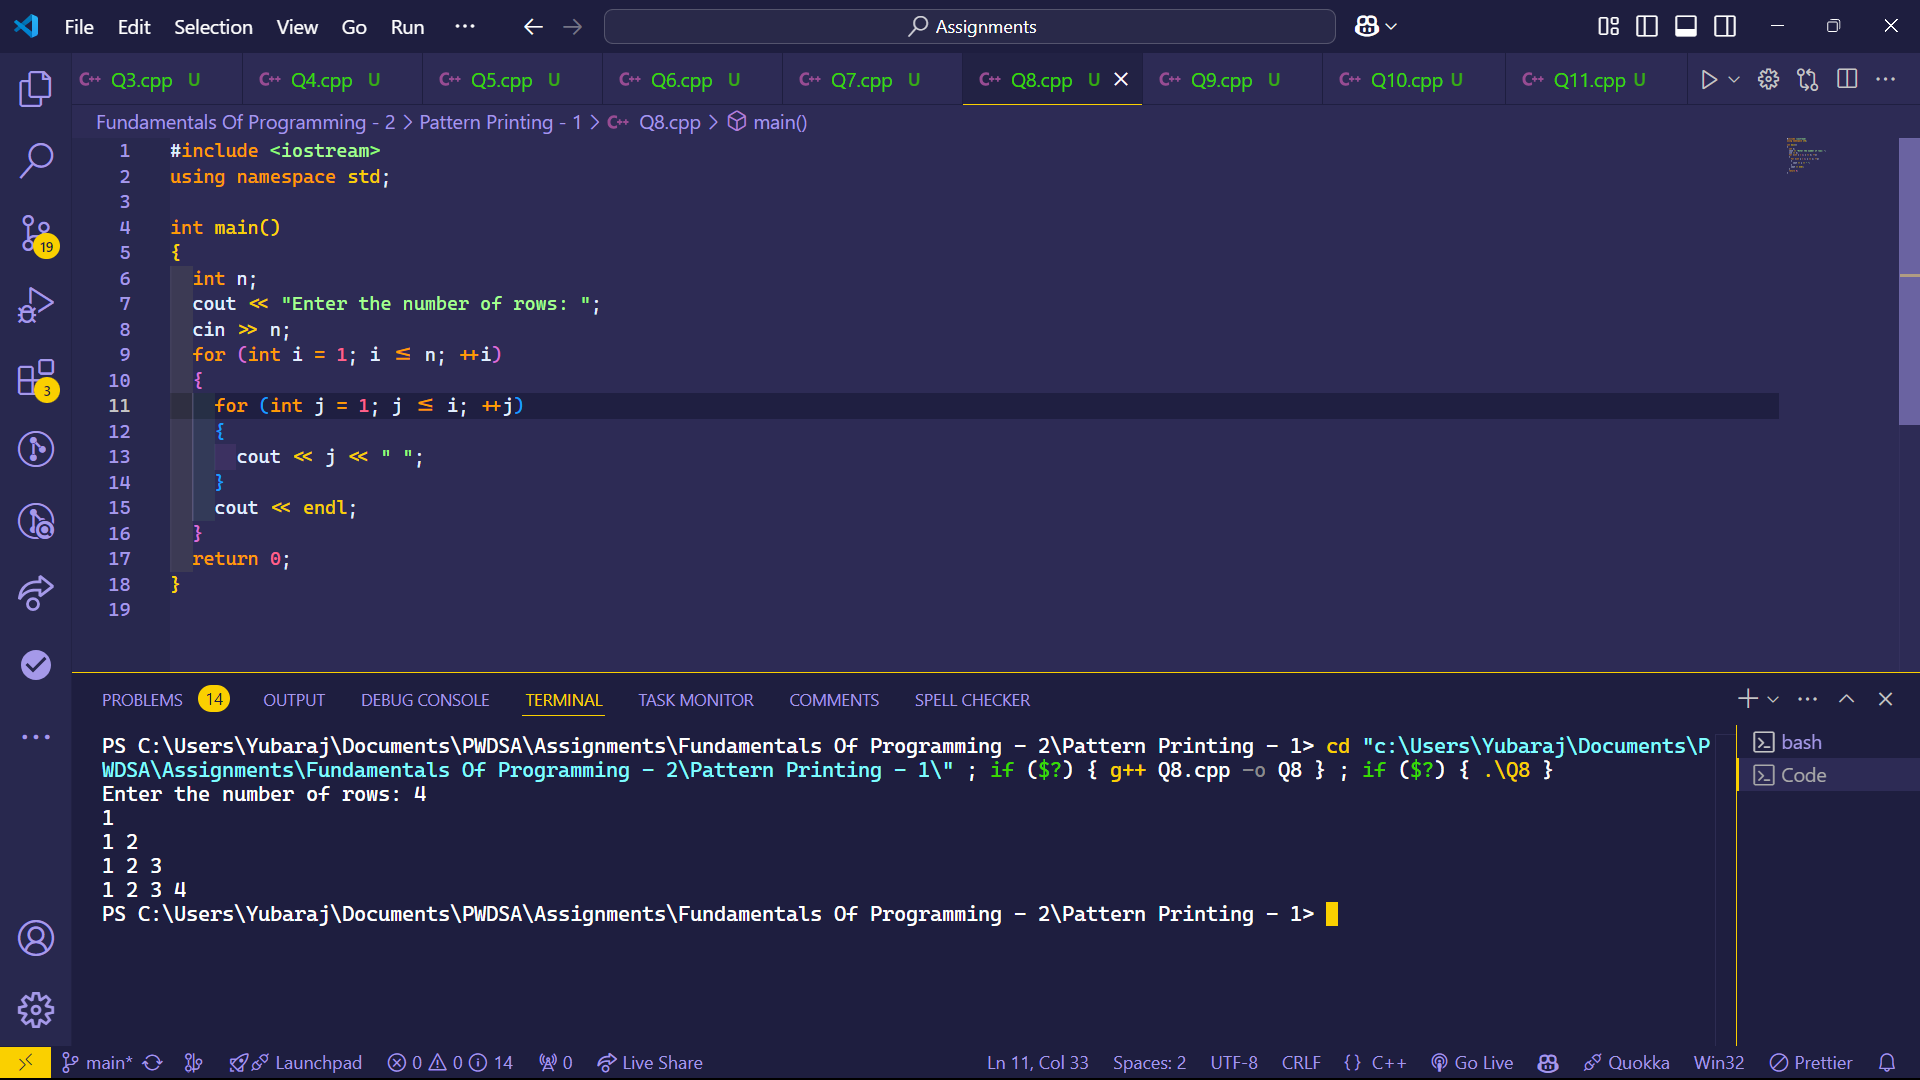 File Edit Selection View Go Run ··· Assignments
C++ Q3.cpp U C++ Q4.cpp U C++ Q5.cpp U C++ Q6.cpp U C++ Q7.cpp U C++ Q8.cpp U C++ Q9.cpp U C++ Q10.cpp U C++ Q11.cpp U
Fundamentals Of Programming - 2 > Pattern Printing - 1 > C++ Q8.cpp > main()
1 #include <iostream>
2 using namespace std;
3
4 int main()
5 {
6 int n;
7 cout << "Enter the number of rows: ";
8 cin >> n;
9 for (int i = 1; i <= n; ++i)
10 {
11 for (int j = 1; j <= i; ++j)
12 {
13 cout << j << " ";
14 }
15 cout << endl;
16 }
17 return 0;
18 }
19
19
3
PROBLEMS 14 OUTPUT DEBUG CONSOLE TERMINAL TASK MONITOR COMMENTS SPELL CHECKER
PS C:\Users\Yubaraj\Documents\PWDSA\Assignments\Fundamentals Of Programming - 2\Pattern Printing - 1> cd "c:\Users\Yubaraj\Documents\P
WDSA\Assignments\Fundamentals Of Programming - 2\Pattern Printing - 1\" ; if ($?) { g++ Q8.cpp -o Q8 } ; if ($?) { .\Q8 }
Enter the number of rows: 4
1
1 2
1 2 3
1 2 3 4
PS C:\Users\Yubaraj\Documents\PWDSA\Assignments\Fundamentals Of Programming - 2\Pattern Printing - 1>
bash
Code
main* Launchpad 0 0 14 0 Live Share Ln 11, Col 33 Spaces: 2 UTF-8 CRLF {} C++ Go Live Quokka Win32 Prettier